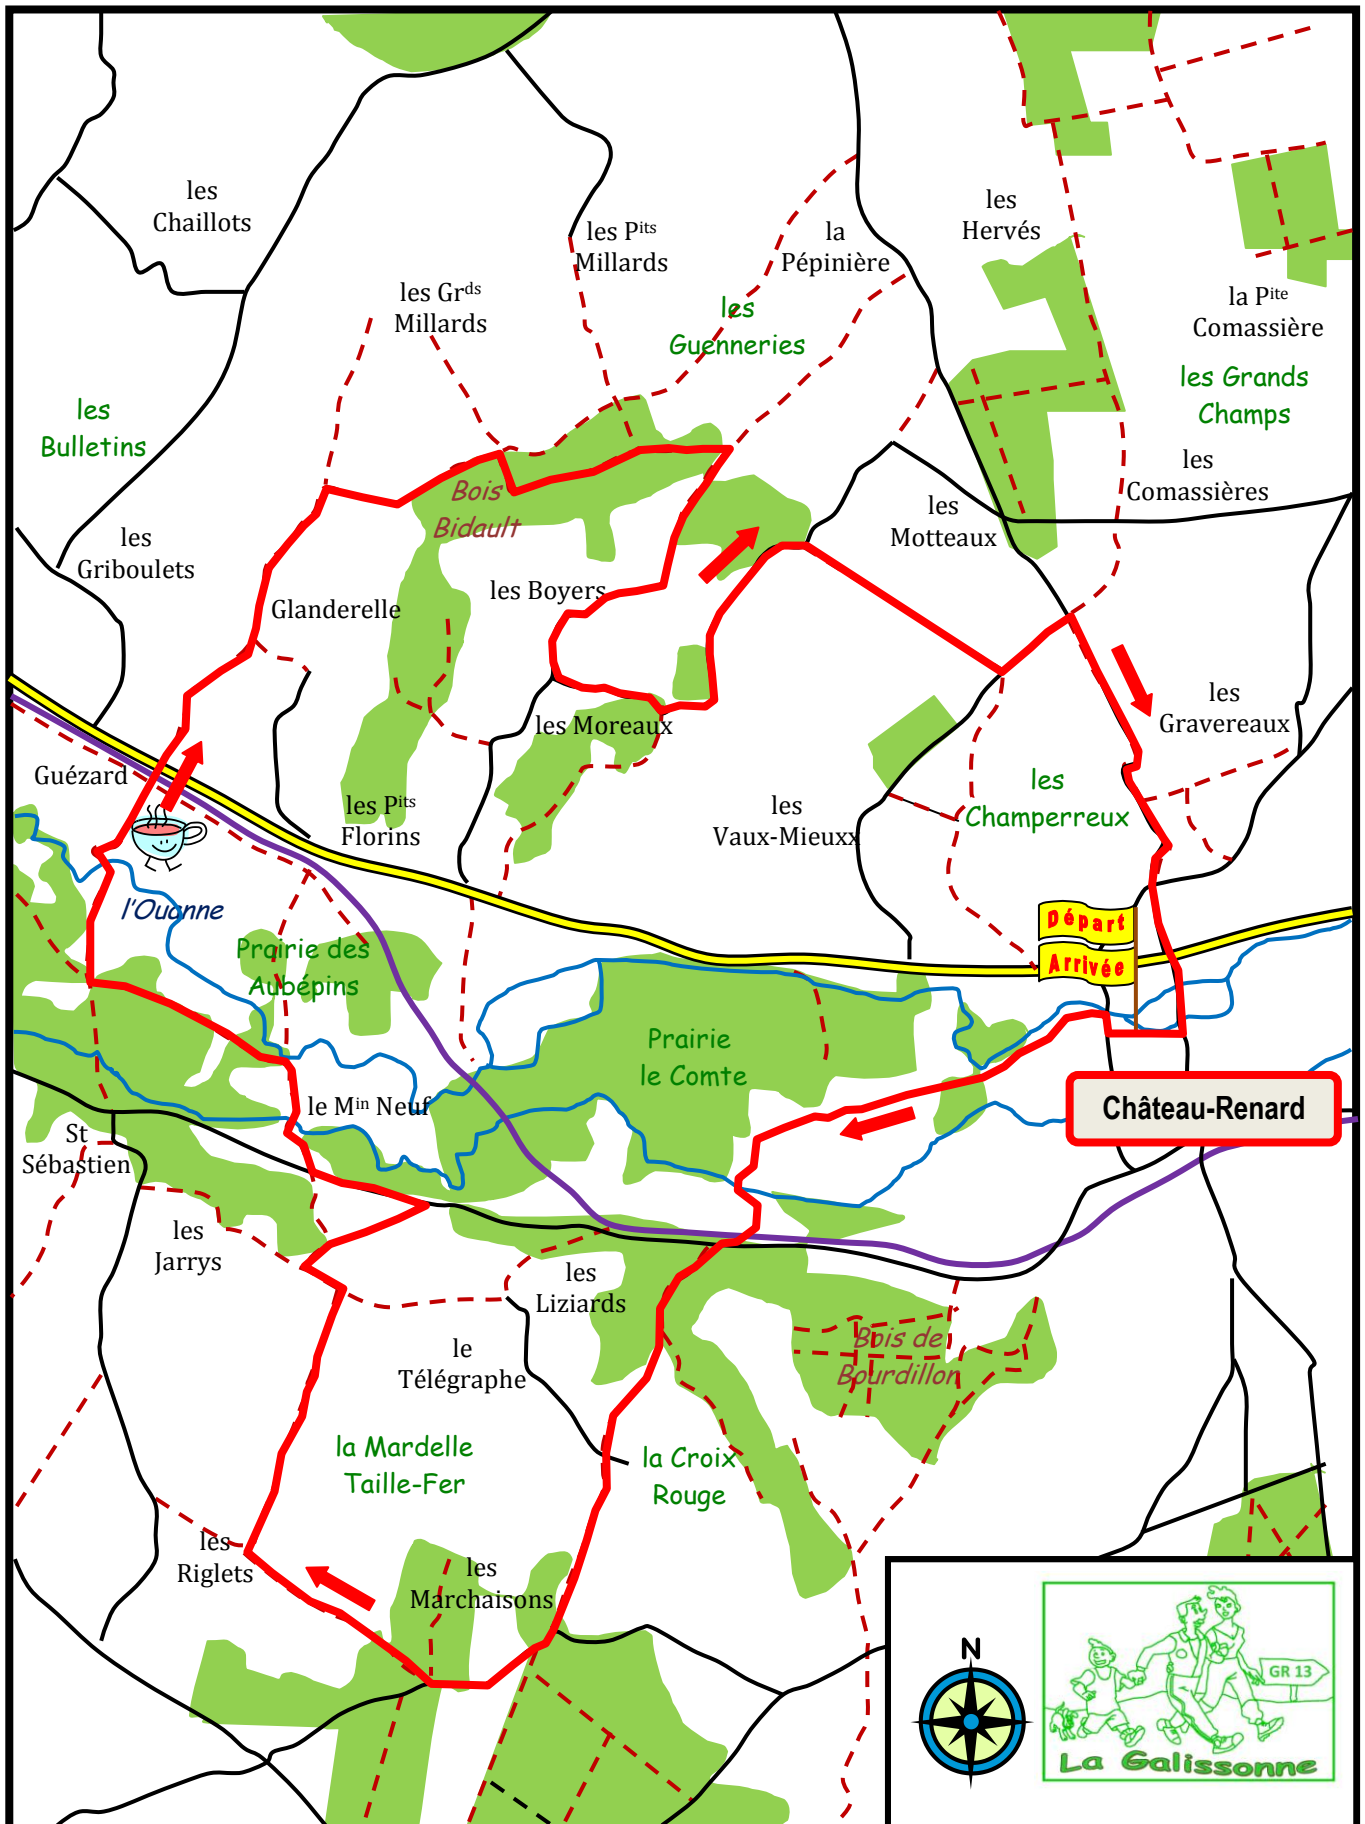 les
Chaillots
les Pits
Millards
la
Pépinière
les
Hervés
les Grds
Millards
les
Guenneries
la Pite
Comassière
les Grands
Champs
les
Bulletins
les
Comassières
Bois
Bidault
les
Motteaux
les
Griboulets
les Boyers
Glanderelle
les Moreaux
les
Gravereaux
Guézard
les Pits
Florins
les
Vaux-Mieuxx
les
Champerreux
l'Ouanne
Départ
Arrivée
Prairie des
Aubépins
Prairie
le Comte
le Min Neuf
Château-Renard
St
Sébastien
les
Jarrys
les
Liziards
le
Télégraphe
Bois de
Bourdillon
la Mardelle
Taille-Fer
la Croix
Rouge
les
Riglets
les
Marchaisons
N
GR 13
La Galissonne